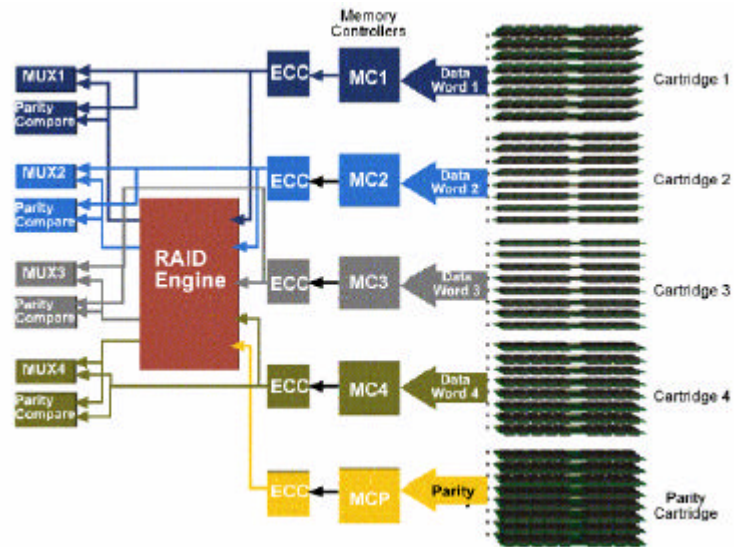 Memory
Controllers
MUX1
ECC
MC1
Data
Word 1
Cartridge 1
Parity
Compare
MUX2
ECC
MC2
Data
Word 2
Cartridge 2
Parity
Compare
RAID
Engine
MUX3
ECC
MC3
Data
Word 3
Cartridge 3
Parity
Compare
MUX4
ECC
MC4
Data
Word 4
Cartridge 4
Parity
Compare
ECC
MCP
Parity
Parity
Cartridge